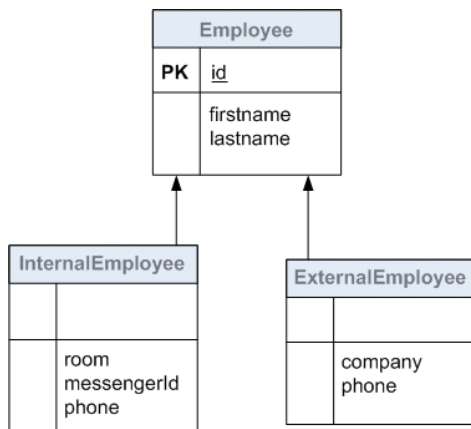 Employee
PK id
firstname
lastname
InternalEmployee
room
messengerId
phone
ExternalEmployee
company
phone